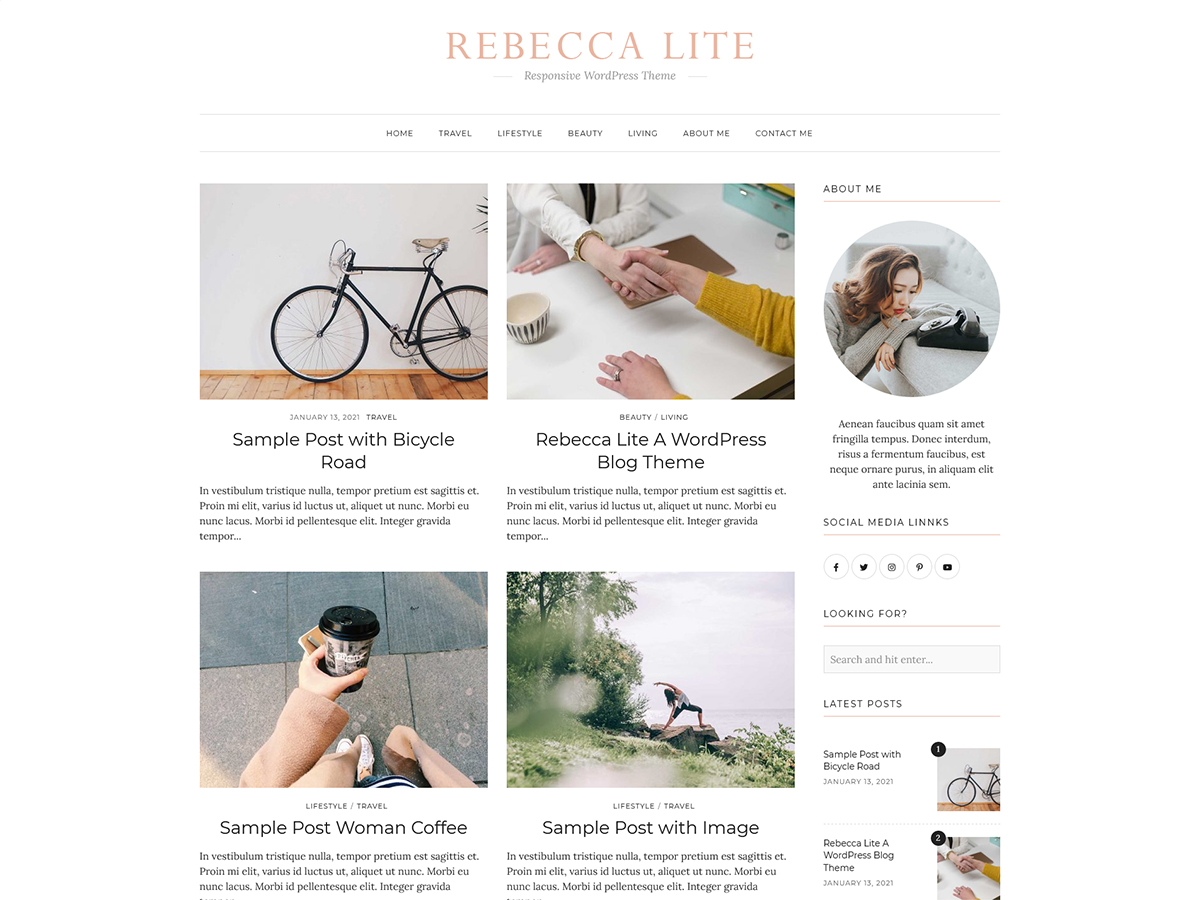 REBECCA LITE
Responsive WordPress Theme
HOME TRAVEL LIFESTYLE BEAUTY LIVING ABOUT ME CONTACT ME
JANUARY 13, 2021 TRAVEL
Sample Post with Bicycle
Road
In vestibulum tristique nulla, tempor pretium est sagittis et.
Proin mi elit, varius id luctus ut, aliquet ut nunc. Morbi eu
nunc lacus. Morbi id pellentesque elit. Integer gravida
tempor...
BEAUTY / LIVING
Rebecca Lite A WordPress
Blog Theme
In vestibulum tristique nulla, tempor pretium est sagittis et.
Proin mi elit, varius id luctus ut, aliquet ut nunc. Morbi eu
nunc lacus. Morbi id pellentesque elit. Integer gravida
tempor...
LIFESTYLE / TRAVEL
Sample Post Woman Coffee
In vestibulum tristique nulla, tempor pretium est sagittis et.
Proin mi elit, varius id luctus ut, aliquet ut nunc. Morbi eu
nunc lacus. Morbi id pellentesque elit. Integer gravida
LIFESTYLE / TRAVEL
Sample Post with Image
In vestibulum tristique nulla, tempor pretium est sagittis et.
Proin mi elit, varius id luctus ut, aliquet ut nunc. Morbi eu
nunc lacus. Morbi id pellentesque elit. Integer gravida
ABOUT ME
Aenean faucibus quam sit amet
fringilla tempus. Donec interdum,
risus a fermentum faucibus, est
neque ornare purus, in aliquam elit
ante lacinia sem.
SOCIAL MEDIA LINNKS
LOOKING FOR?
Search and hit enter...
LATEST POSTS
Sample Post with
Bicycle Road
JANUARY 13, 2021
1
Rebecca Lite A
WordPress Blog
Theme
JANUARY 13, 2021
2